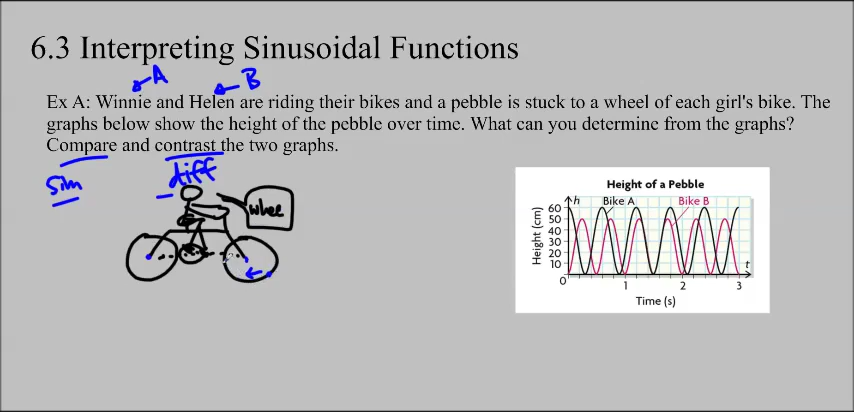 6.3 Interpreting Sinusoidal Functions
A B
Ex A: Winnie and Helen are riding their bikes and a pebble is stuck to a wheel of each girl's bike. The
graphs below show the height of the pebble over time. What can you determine from the graphs?
Compare and contrast the two graphs.
Sim diff
whee
Height of a Pebble
h Bike A Bike B
Height (cm)
60
50
40
30
20
10
0 1 2 3 t
Time (s)